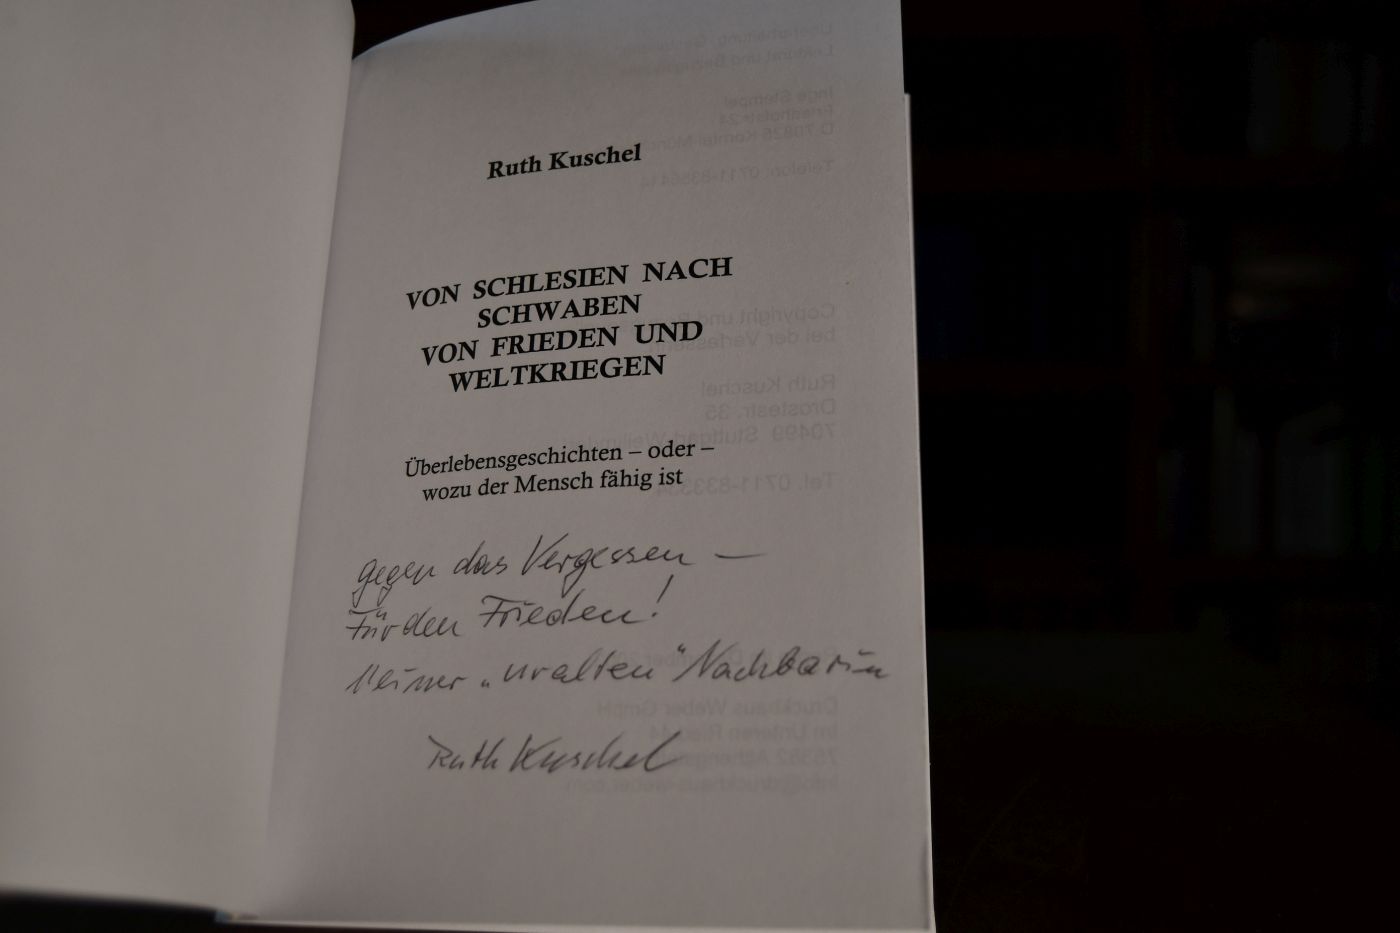 Ruth Kuschel
VON SCHLESIEN NACH
SCHWABEN
VON FRIEDEN UND
WELTKRIEGEN
Überlebensgeschichten – oder –
wozu der Mensch fähig ist
gegen das Vergessen –
Für den Frieden!
Meiner „uralten" Nachbarin
Ruth Kuschel